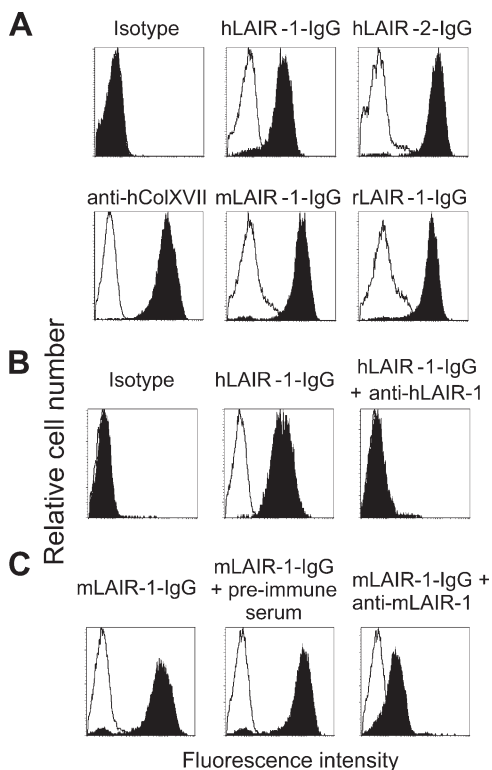 A
Isotype
hLAIR-1-IgG
hLAIR-2-IgG
anti-hColXVII
mLAIR-1-IgG
rLAIR-1-IgG
B
Isotype
hLAIR-1-IgG
hLAIR-1-IgG
+ anti-hLAIR-1
Relative cell number
C
mLAIR-1-IgG
mLAIR-1-IgG
+ pre-immune
serum
mLAIR-1-IgG +
anti-mLAIR-1
Fluorescence intensity